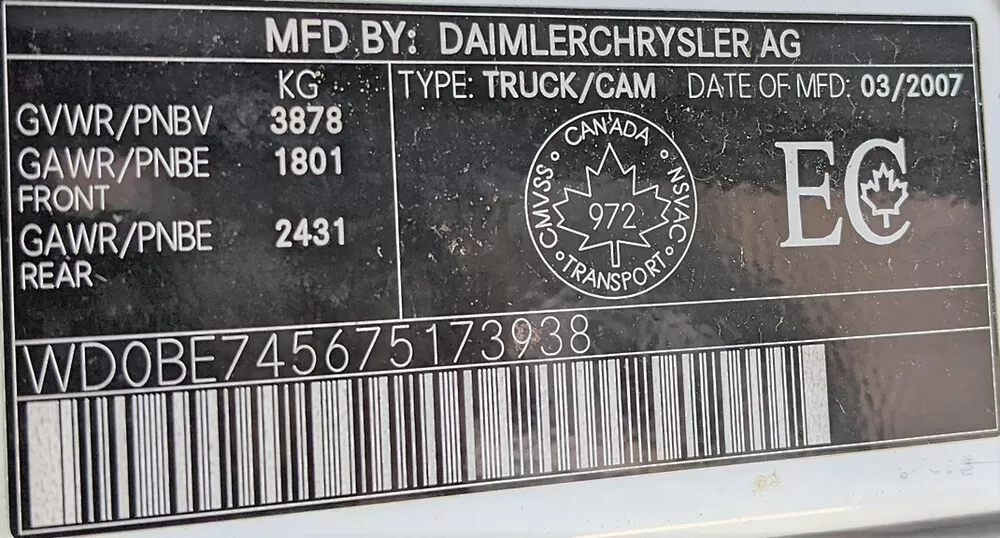 MFD BY: DAIMLERCHRYSLER AG
KG
GVWR/PNBV 3878
GAWR/PNBE 1801
FRONT
GAWR/PNBE 2431
REAR
TYPE: TRUCK/CAM DATE OF MFD: 03/2007
CANADA
CMVSS NSVAC
972
TRANSPORT
EC
WD0BE745675173938